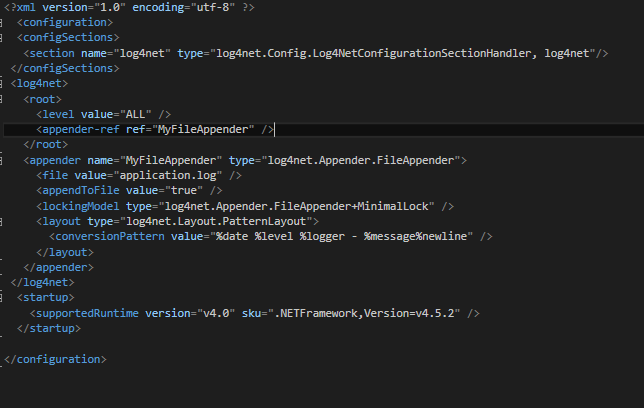 <?xml version="1.0" encoding="utf-8" ?>
<configuration>
<configSections>
<section name="log4net" type="log4net.Config.Log4NetConfigurationSectionHandler, log4net"/>
</configSections>
<log4net>
<root>
<level value="ALL" />
<appender-ref ref="MyFileAppender" />
</root>
<appender name="MyFileAppender" type="log4net.Appender.FileAppender">
<file value="application.log" />
<appendToFile value="true" />
<lockingModel type="log4net.Appender.FileAppender+MinimalLock" />
<layout type="log4net.Layout.PatternLayout">
<conversionPattern value="%date %level %logger - %message%newline" />
</layout>
</appender>
</log4net>
<startup>
<supportedRuntime version="v4.0" sku=".NETFramework,Version=v4.5.2" />
</startup>
</configuration>